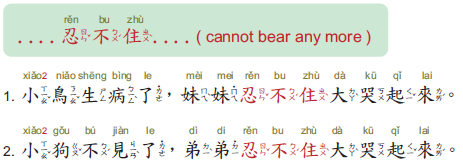 rěn bu zhù
....忍不住....( cannot bear any more )
xiǎo2 niǎo shēng bìng le mèi mei rěn bu zhù dà kū qǐ lai
1. 小鳥生病了，妹妹忍不住大哭起來。
xiǎo2 gǒu bú jiàn le dì di rěn bu zhù dà kū qǐ lai
2. 小狗不見了，弟弟忍不住大哭起來。